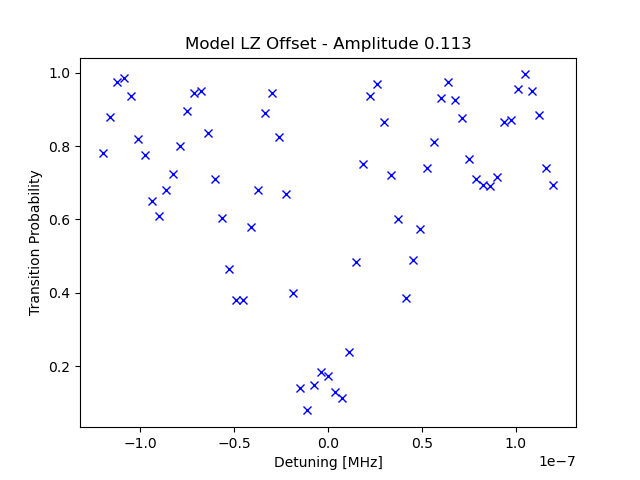 Model LZ Offset - Amplitude 0.113
Transition Probability
1.0
0.8
0.6
0.4
0.2
−1.0 −0.5 0.0 0.5 1.0
1e−7
Detuning [MHz]